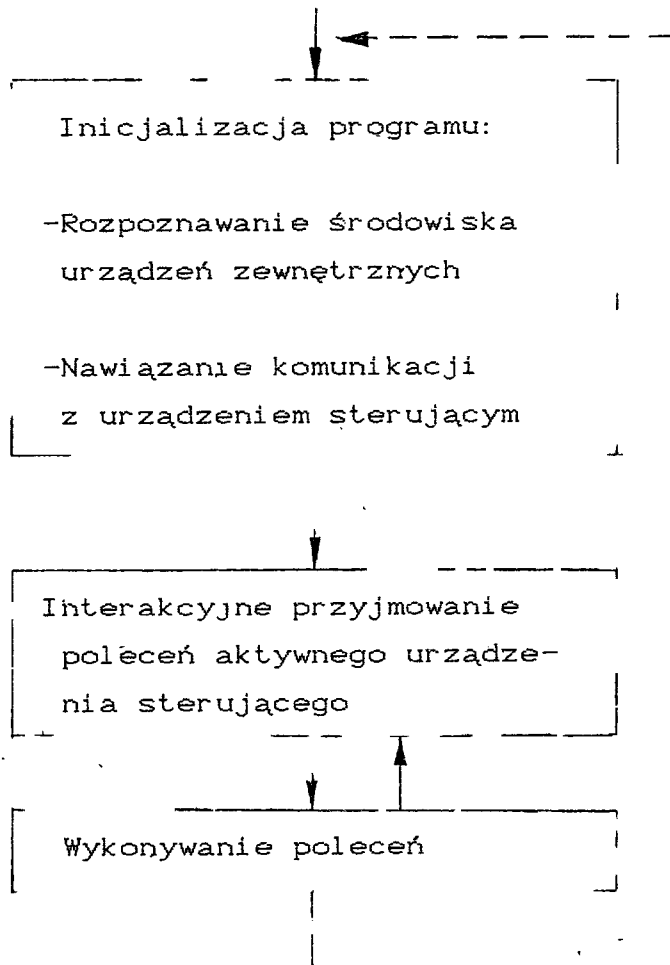 Inicjalizacja programu:
-Rozpoznawanie środowiska
urządzeń zewnętrznych
-Nawiązanie komunikacji
z urządzeniem sterującym
Interakcyjne przyjmowanie
poleceń aktywnego urządze-
nia sterującego
Wykonywanie poleceń